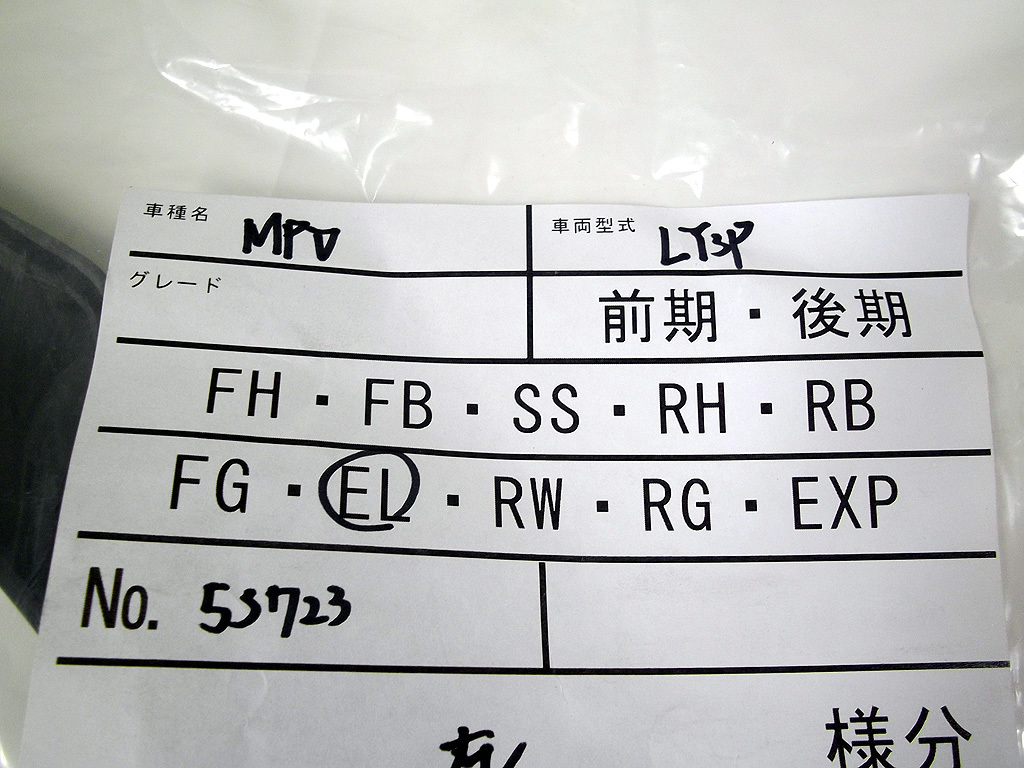 車種名 MPV 車両型式 LY3P
グレード 前期・後期
FH・FB・SS・RH・RB
FG・EL・RW・RG・EXP
No. 55723
様分